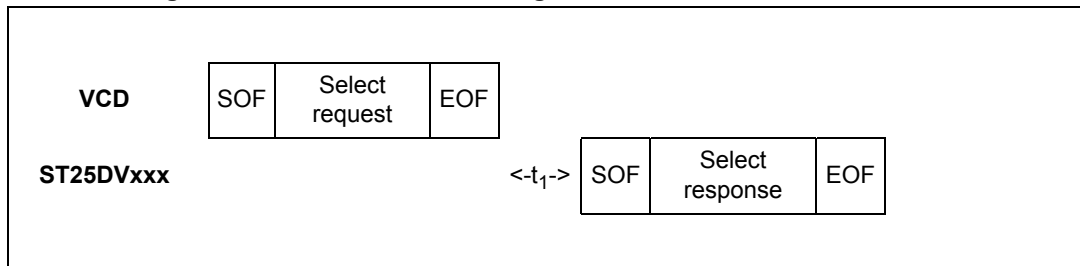 VCD SOF Select request EOF
ST25DVxxx <-t₁-> SOF Select response EOF